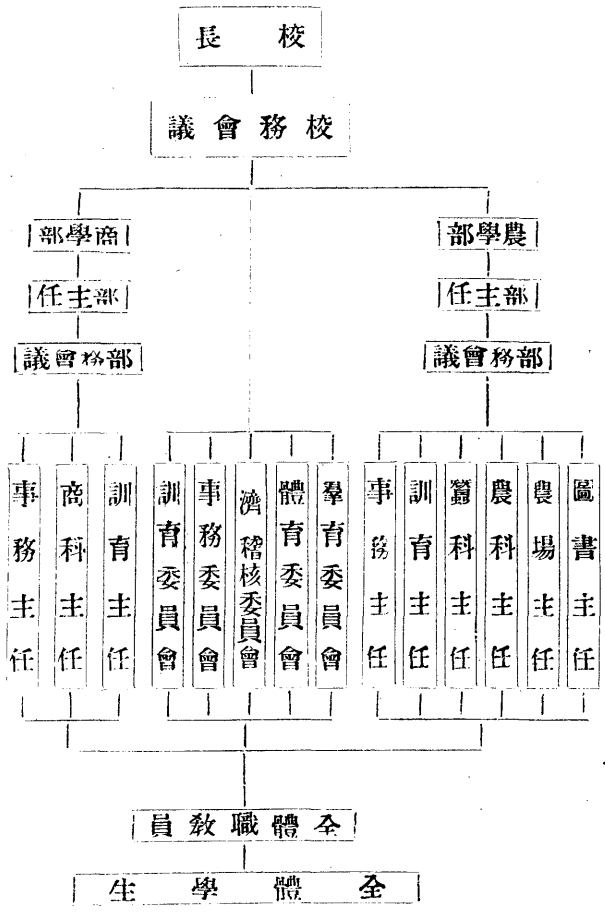 校長
校務會議
農學部
商學部
部主任
部主任
部務會議
部務會議
圖書主任
農場主任
農科主任
蠶科主任
訓育主任
事務主任
羣育委員會
體育委員會
濟稽核委員會
事務委員會
訓育委員會
訓育主任
商科主任
事務主任
全體職教員
全體學生